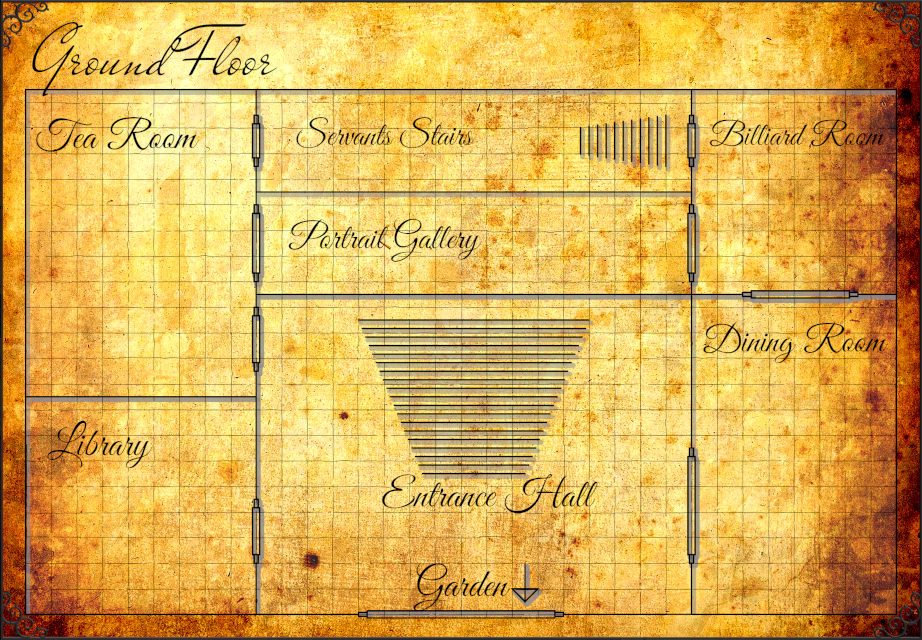 Ground Floor
Tea Room
Servants Stairs
Billiard Room
Portrait Gallery
Dining Room
Library
Entrance Hall
Garden